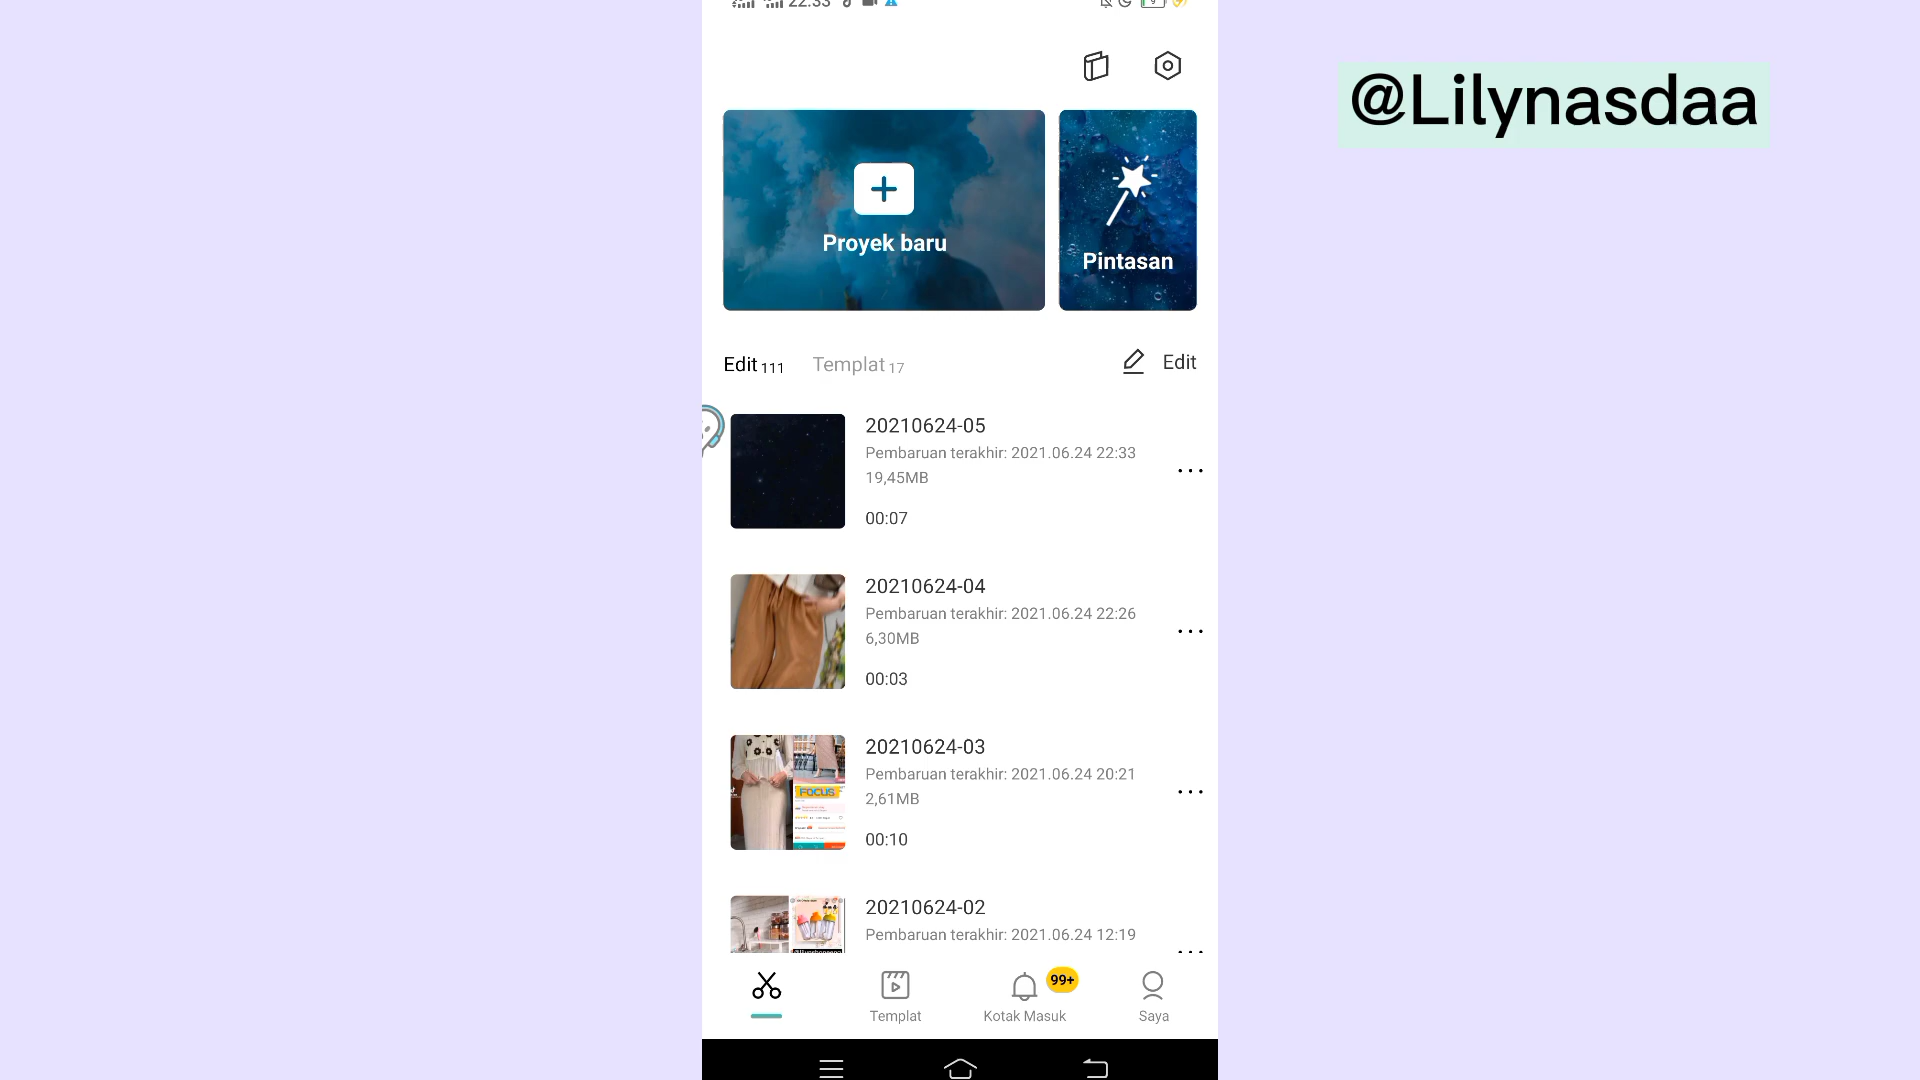 22.33
@Lilynasdaa
Proyek baru
Pintasan
Edit 111 Templat 17 Edit
20210624-05
Pembaruan terakhir: 2021.06.24 22:33
19,45MB
00:07
20210624-04
Pembaruan terakhir: 2021.06.24 22:26
6,30MB
00:03
20210624-03
Pembaruan terakhir: 2021.06.24 20:21
2,61MB
FOCUS
00:10
20210624-02
Pembaruan terakhir: 2021.06.24 12:19
99+
Templat Kotak Masuk Saya